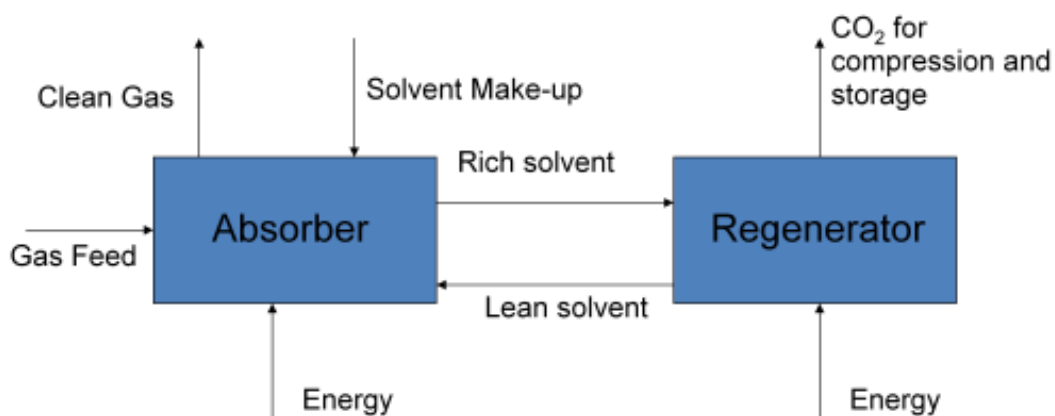 CO₂ for
compression and
storage
Clean Gas
Solvent Make-up
Rich solvent
Absorber
Regenerator
Gas Feed
Lean solvent
Energy
Energy